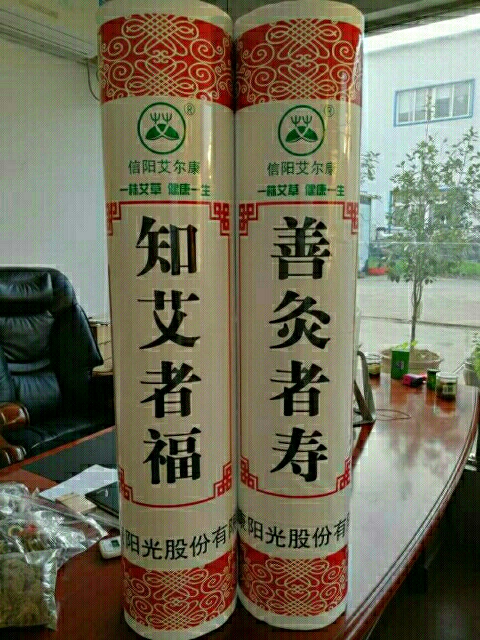 ®
信阳艾尔康
一株艾草 健康一生
知艾者福
阳光股份有
®
信阳艾尔康
一株艾草 健康一生
善灸者寿
康阳光股份有